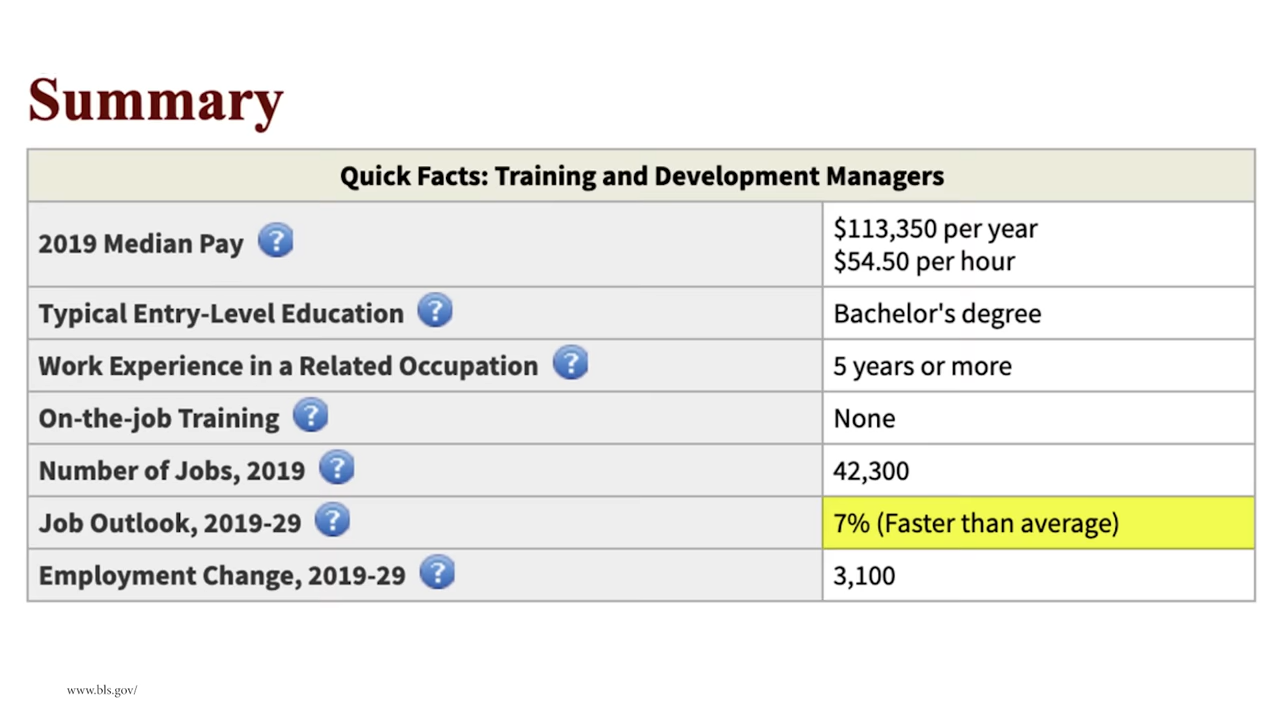 Summary
Quick Facts: Training and Development Managers
2019 Median Pay ?
$113,350 per year
$54.50 per hour
Typical Entry-Level Education ?
Bachelor's degree
Work Experience in a Related Occupation ?
5 years or more
On-the-job Training ?
None
Number of Jobs, 2019 ?
42,300
Job Outlook, 2019-29 ?
7% (Faster than average)
Employment Change, 2019-29 ?
3,100
www.bls.gov/